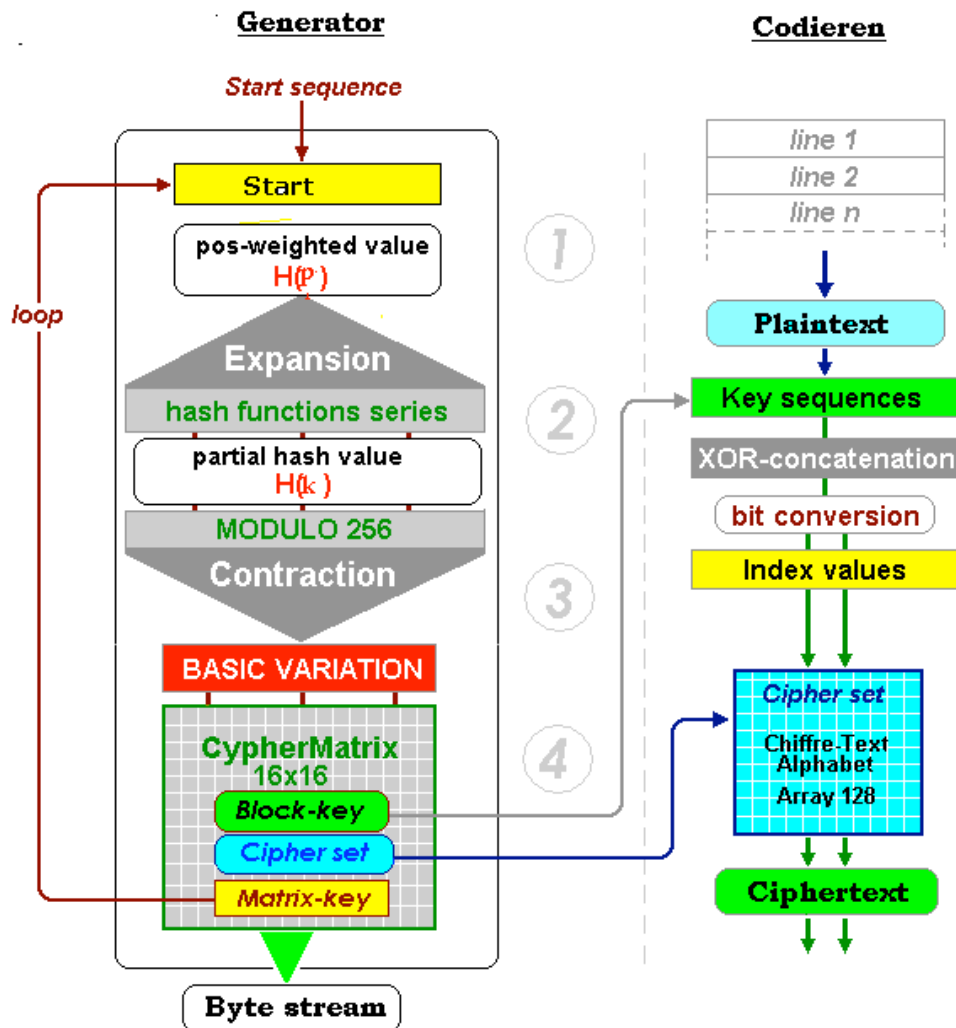 Generator
Start sequence
Start
pos-weighted value
H(P)
loop
Expansion
hash functions series
partial hash value
H(k )
MODULO 256
Contraction
BASIC VARIATION
CypherMatrix
16x16
Block-key
Cipher set
Matrix-key
Byte stream
1
2
3
4
Codieren
line 1
line 2
line n
Plaintext
Key sequences
XOR-concatenation
bit conversion
Index values
Cipher set
Chiffre-Text
Alphabet
Array 128
Ciphertext